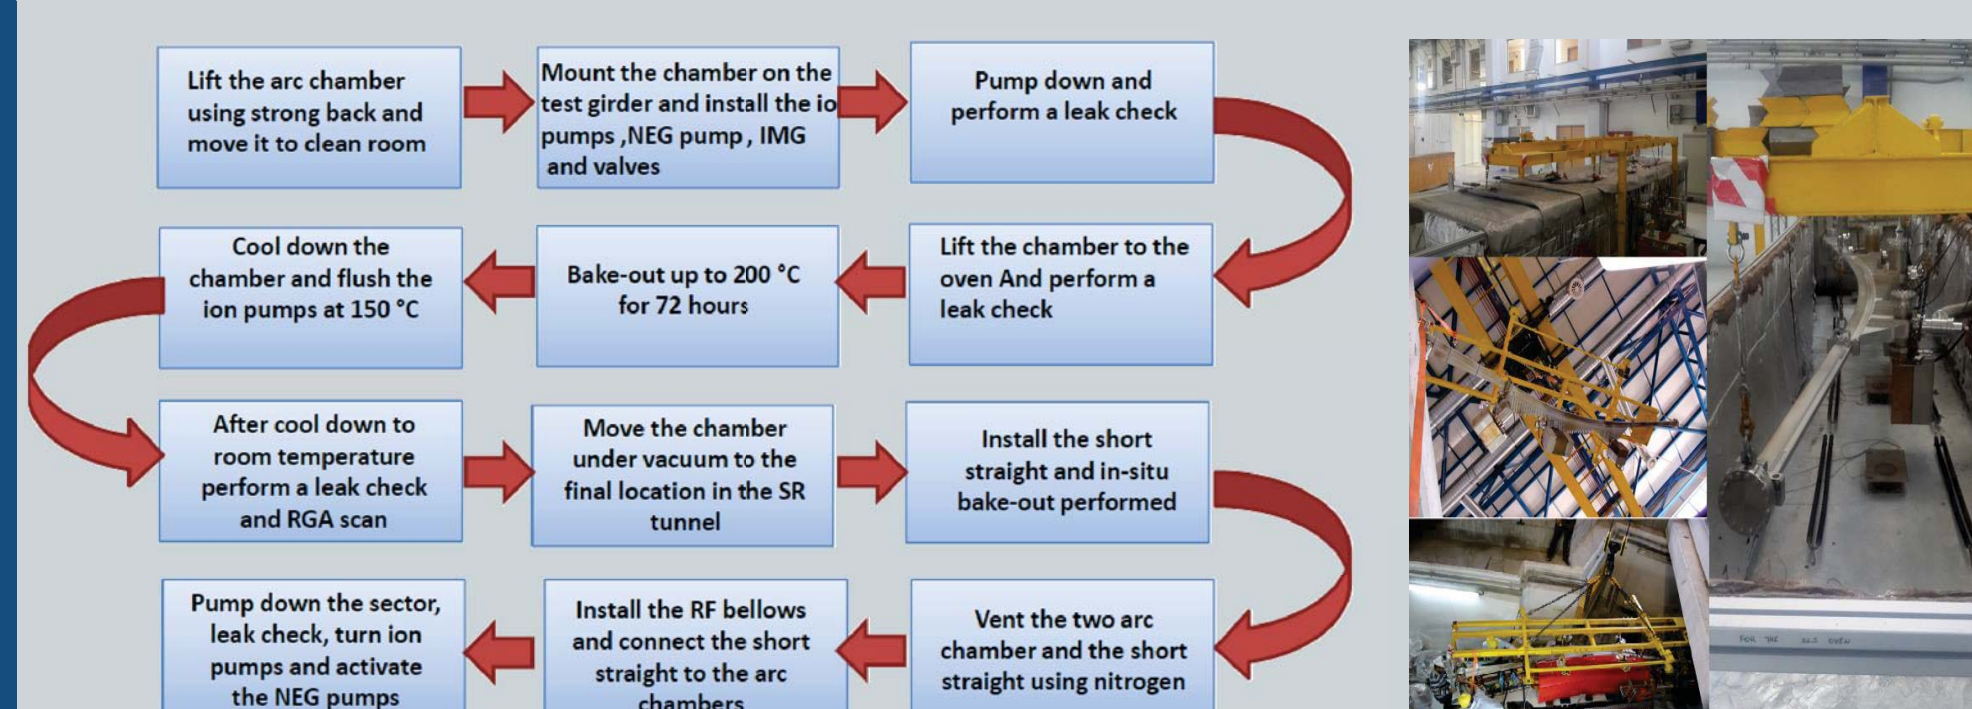 Lift the arc chamber
using strong back and
move it to clean room
Mount the chamber on the
test girder and install the io
pumps ,NEG pump , IMG
and valves
Pump down and
perform a leak check
Lift the chamber to the
oven And perform a
leak check
Bake-out up to 200 °C
for 72 hours
Cool down the
chamber and flush the
ion pumps at 150 °C
After cool down to
room temperature
perform a leak check
and RGA scan
Move the chamber
under vacuum to the
final location in the SR
tunnel
Install the short
straight and in-situ
bake-out performed
Vent the two arc
chamber and the short
straight using nitrogen
Install the RF bellows
and connect the short
straight to the arc
chambers
Pump down the sector,
leak check, turn ion
pumps and activate
the NEG pumps
FOR THE ALS OVEN